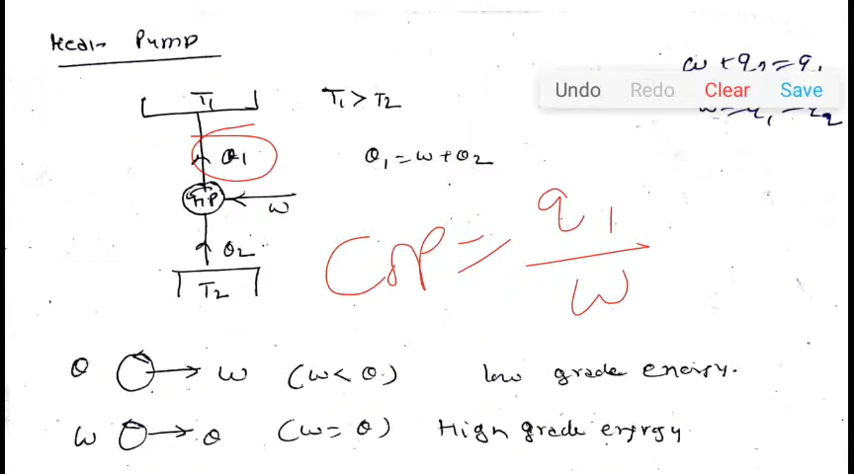 Heat Pump
w + q2 = q1
Undo Redo Clear Save
T1 T1 > T2
Q1 Q1 = W + Q2
HP W
COP = q1 / W
Q2
T2
Q → W (W < Q) Low grade energy.
W → Q (W = Q) High grade energy